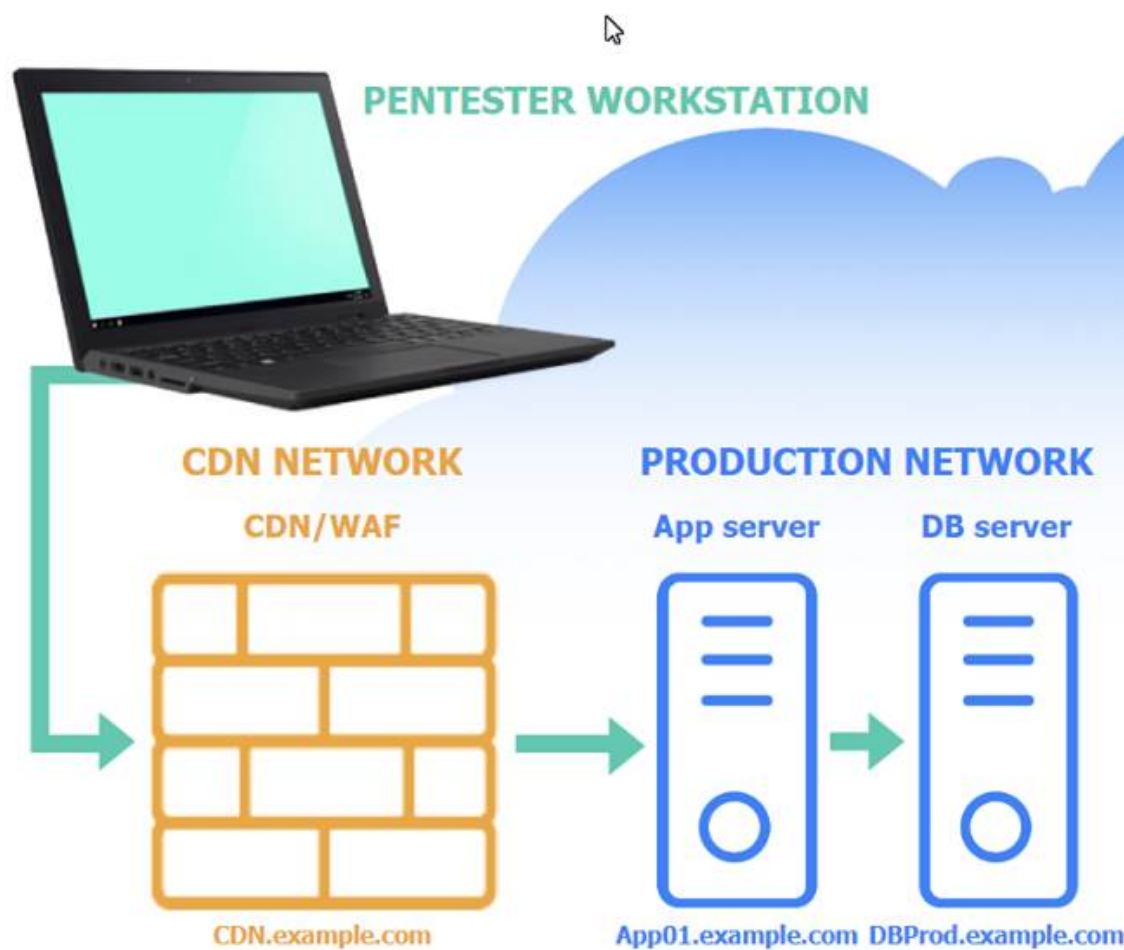 PENTESTER WORKSTATION
CDN NETWORK
CDN/WAF
CDN.example.com
PRODUCTION NETWORK
App server
DB server
App01.example.com
DBProd.example.com